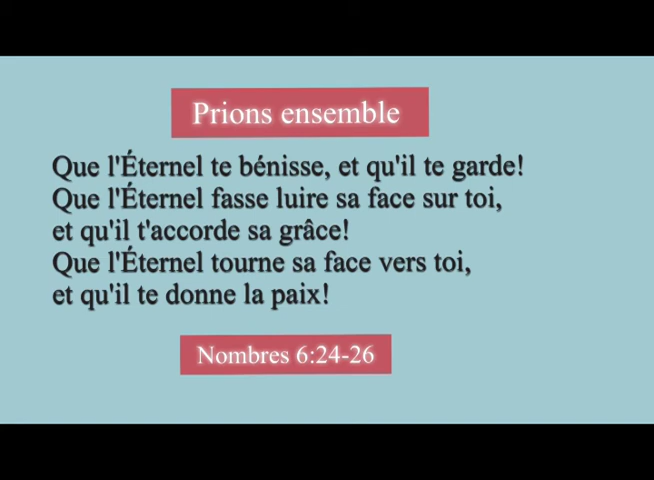 Prions ensemble
Que l'Éternel te bénisse, et qu'il te garde!
Que l'Éternel fasse luire sa face sur toi,
et qu'il t'accorde sa grâce!
Que l'Éternel tourne sa face vers toi,
et qu'il te donne la paix!
Nombres 6:24-26